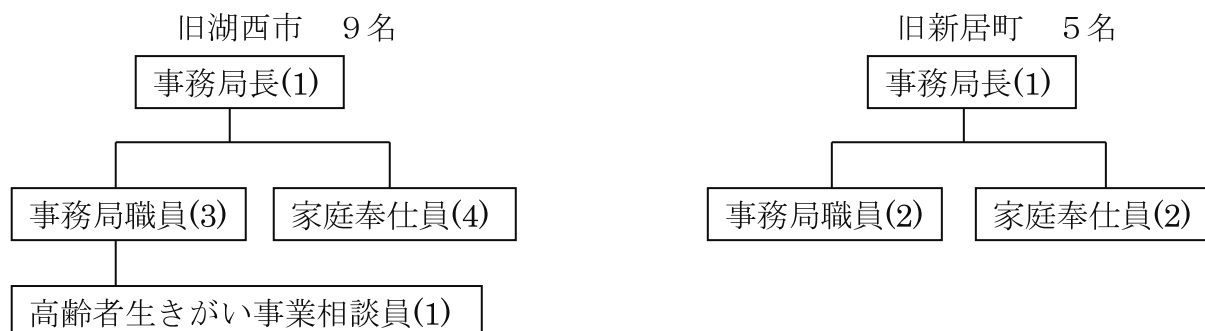 旧湖西市　９名
事務局長(1)
事務局職員(3)
家庭奉仕員(4)
高齢者生きがい事業相談員(1)
旧新居町　５名
事務局長(1)
事務局職員(2)
家庭奉仕員(2)